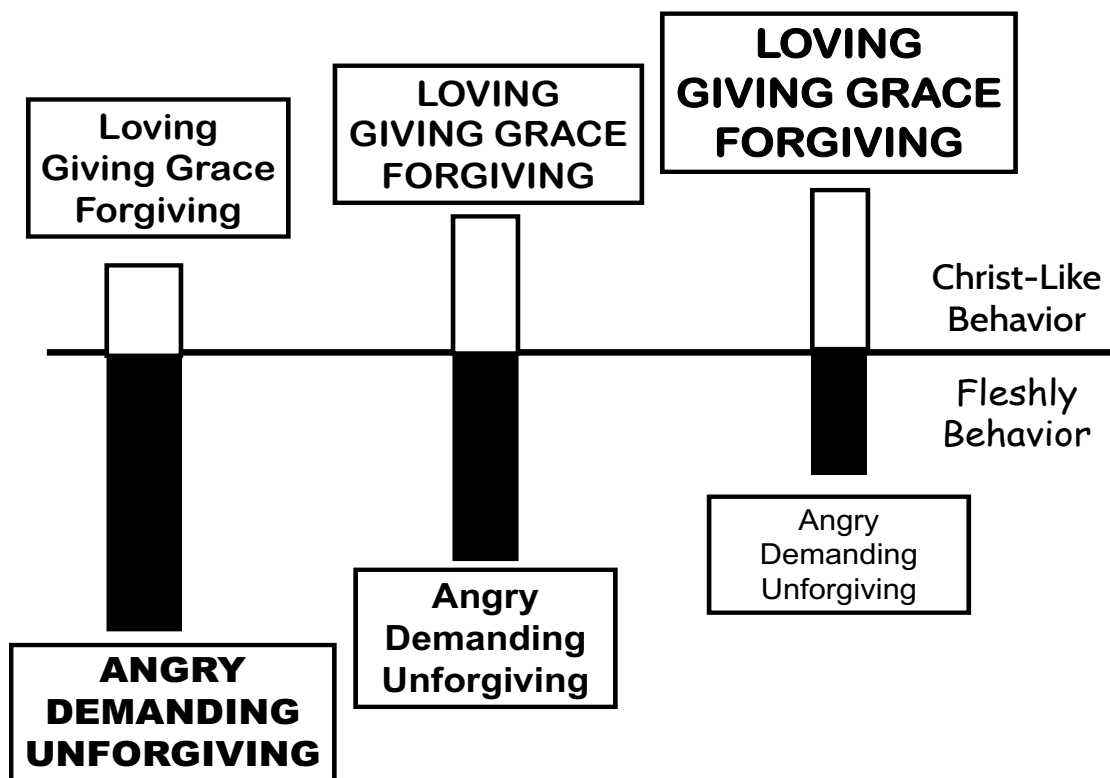 Loving
Giving Grace
Forgiving
LOVING
GIVING GRACE
FORGIVING
LOVING
GIVING GRACE
FORGIVING
Christ-Like
Behavior
Fleshly
Behavior
ANGRY
DEMANDING
UNFORGIVING
Angry
Demanding
Unforgiving
Angry
Demanding
Unforgiving